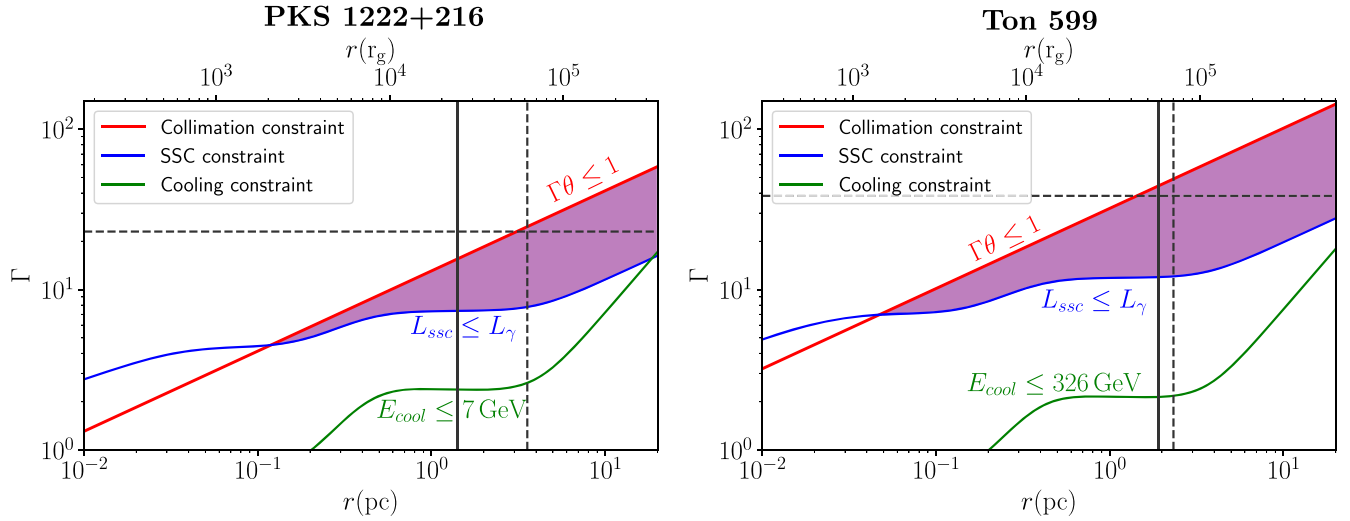 PKS 1222+216
r(r_g)
10^3 10^4 10^5
Collimation constraint
SSC constraint
Cooling constraint
Γθ ≤ 1
L_ssc ≤ L_γ
E_cool ≤ 7 GeV
10^2
10^1
10^0
Γ
10^-2 10^-1 10^0 10^1
r(pc)
Ton 599
r(r_g)
10^3 10^4 10^5
Collimation constraint
SSC constraint
Cooling constraint
Γθ ≤ 1
L_ssc ≤ L_γ
E_cool ≤ 326 GeV
10^2
10^1
10^0
Γ
10^-2 10^-1 10^0 10^1
r(pc)